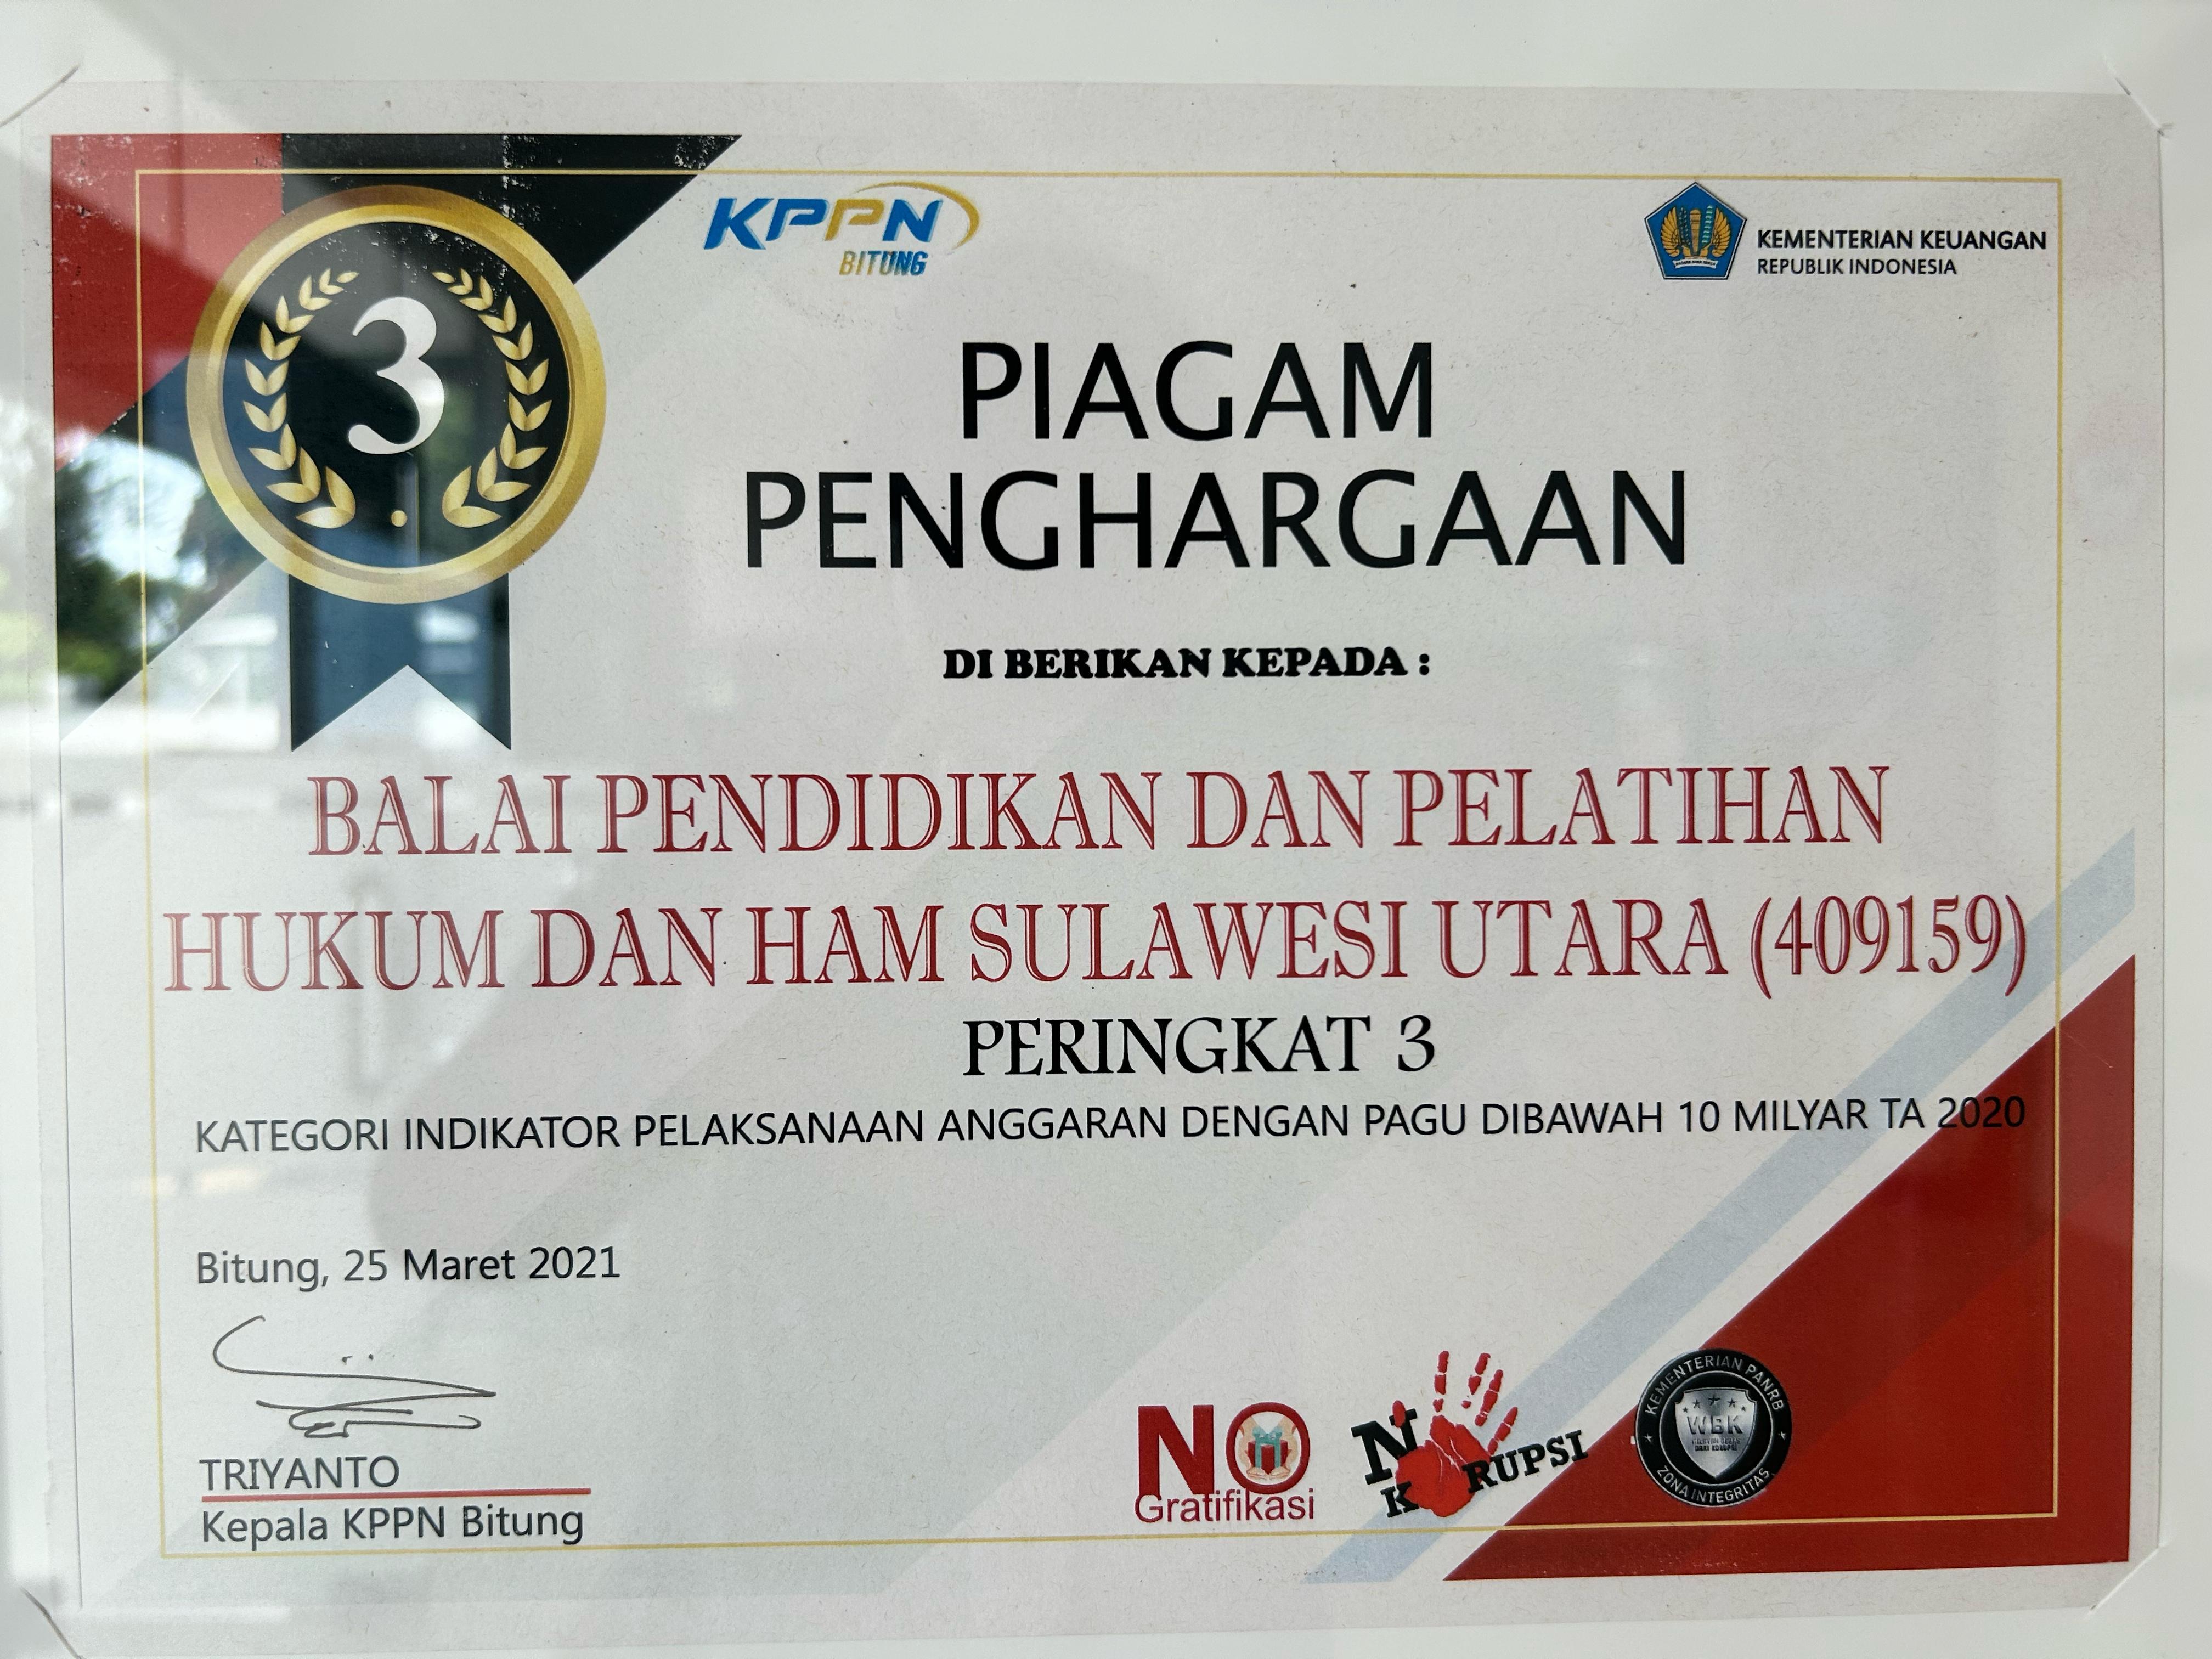 3
KPPN
BITUNG
KEMENTERIAN KEUANGAN
REPUBLIK INDONESIA
PIAGAM
PENGHARGAAN
DI BERIKAN KEPADA :
BALAI PENDIDIKAN DAN PELATIHAN
HUKUM DAN HAM SULAWESI UTARA (409159)
PERINGKAT 3
KATEGORI INDIKATOR PELAKSANAAN ANGGARAN DENGAN PAGU DIBAWAH 10 MILYAR TA 2020
Bitung, 25 Maret 2021
TRIYANTO
Kepala KPPN Bitung
NO
Gratifikasi
NO
KORUPSI
KEMENTERIAN PANRB
WBK
ZONA INTEGRITAS